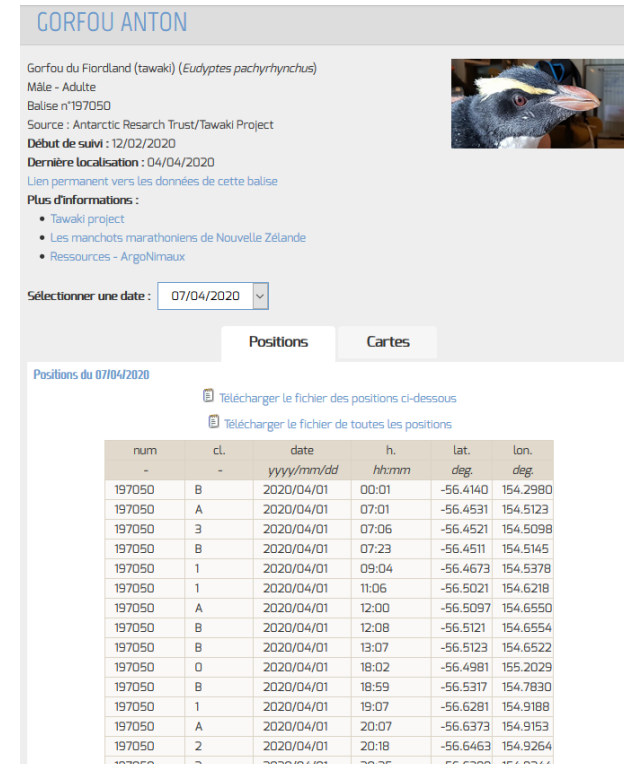 GORFOU ANTON
Gorfou du Fiordland (tawaki) (Eudyptes pachyrhynchus)
Mâle - Adulte
Balise n°197050
Source : Antarctic Resarch Trust/Tawaki Project
Début de suivi : 12/02/2020
Dernière localisation : 04/04/2020
Lien permanent vers les données de cette balise
Plus d'informations :
• Tawaki project
• Les manchots marathoniens de Nouvelle Zélande
• Ressources - ArgoNimaux
Sélectionner une date : 07/04/2020
Positions Cartes
Positions du 07/04/2020
Télécharger le fichier des positions ci-dessous
Télécharger le fichier de toutes les positions
num cl. date h. lat. lon.
- - yyyy/mm/dd hh:mm deg. deg.
197050 B 2020/04/01 00:01 -56.4140 154.2980
197050 A 2020/04/01 07:01 -56.4531 154.5123
197050 3 2020/04/01 07:06 -56.4521 154.5098
197050 B 2020/04/01 07:23 -56.4511 154.5145
197050 1 2020/04/01 09:04 -56.4673 154.5378
197050 1 2020/04/01 11:06 -56.5021 154.6218
197050 A 2020/04/01 12:00 -56.5097 154.6550
197050 B 2020/04/01 12:08 -56.5121 154.6554
197050 B 2020/04/01 13:07 -56.5123 154.6522
197050 0 2020/04/01 18:02 -56.4981 155.2029
197050 B 2020/04/01 18:59 -56.5317 154.7830
197050 1 2020/04/01 19:07 -56.6281 154.9188
197050 A 2020/04/01 20:07 -56.6373 154.9153
197050 2 2020/04/01 20:18 -56.6463 154.9264